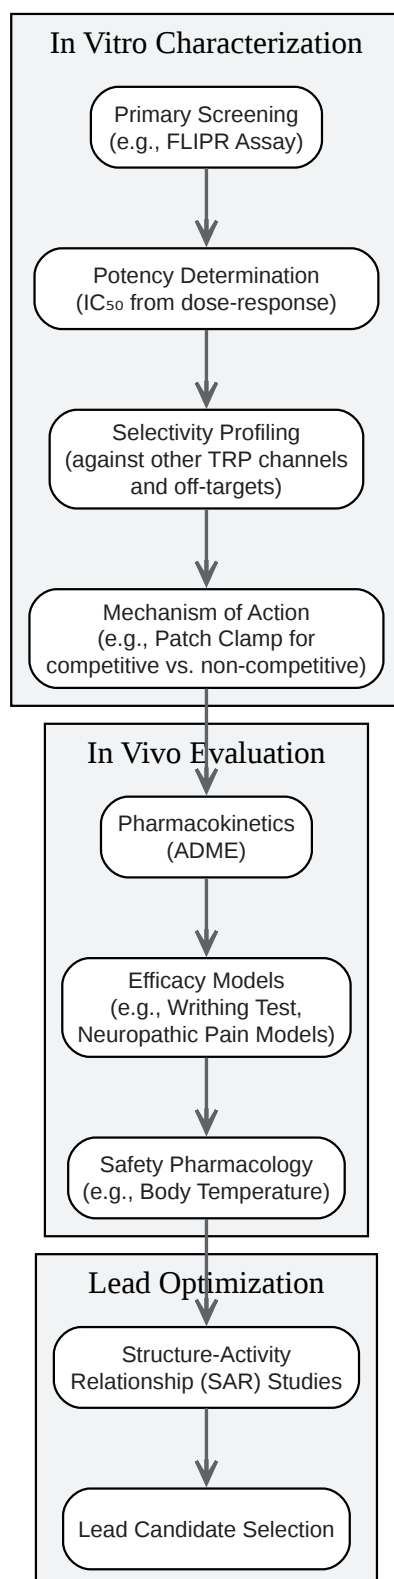 In Vitro Characterization
Primary Screening
(e.g., FLIPR Assay)
Potency Determination
(IC₅₀ from dose-response)
Selectivity Profiling
(against other TRP channels
and off-targets)
Mechanism of Action
(e.g., Patch Clamp for
competitive vs. non-competitive)
In Vivo Evaluation
Pharmacokinetics
(ADME)
Efficacy Models
(e.g., Writhing Test,
Neuropathic Pain Models)
Safety Pharmacology
(e.g., Body Temperature)
Lead Optimization
Structure-Activity
Relationship (SAR) Studies
Lead Candidate Selection